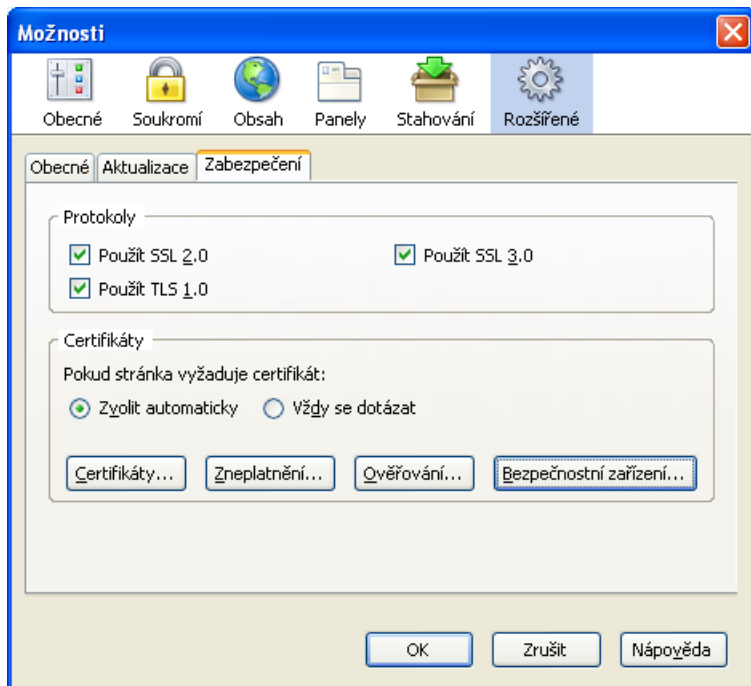 Možnosti
Obecné Soukromí Obsah Panely Stahování Rozšířené
Obecné Aktualizace Zabezpečení
Protokoly
Použít SSL 2.0 Použít SSL 3.0
Použít TLS 1.0
Certifikáty
Pokud stránka vyžaduje certifikát:
Zvolit automaticky Vždy se dotázat
Certifikáty... Zneplatnění... Ověřování... Bezpečnostní zařízení...
OK Zrušit Nápověda